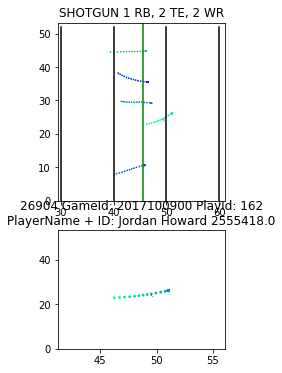 SHOTGUN 1 RB, 2 TE, 2 WR
50
40
30
20
10
0
30 40 50 60
26904 GameId: 2017100900 PlayId: 162
PlayerName + ID: Jordan Howard 2555418.0
40
20
0
45 50 55